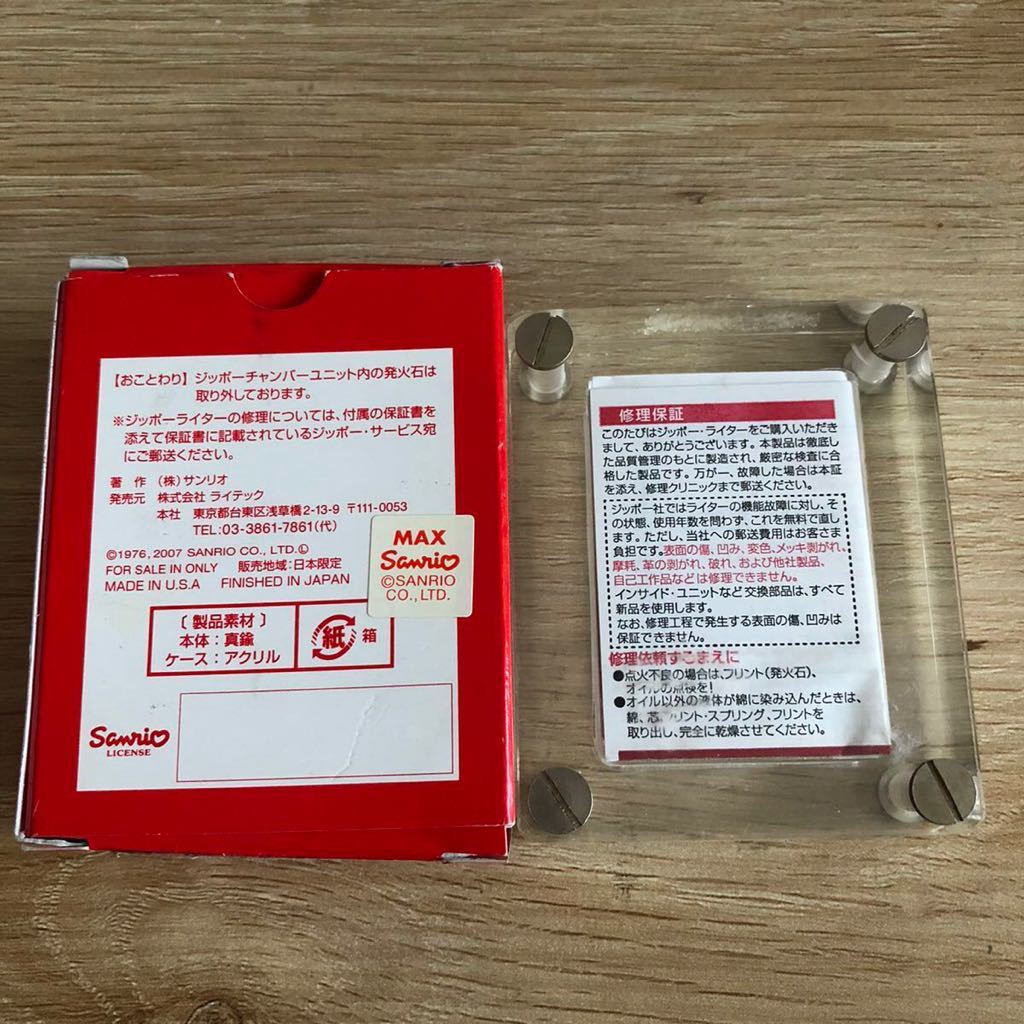 【おことわり】ジッポーチャンバーユニット内の発火石は
取り外しております。
※ジッポーライターの修理については、付属の保証書を
添えて保証書に記載されているジッポー・サービス宛
にご郵送ください。
著 作 (株)サンリオ
発売元 株式会社 ライテック
本社 東京都台東区浅草橋2-13-9 〒111-0053
TEL:03-3861-7861(代)
©1976, 2007 SANRIO CO., LTD.Ⓛ
FOR SALE IN ONLY 販売地域:日本限定
MADE IN U.S.A FINISHED IN JAPAN
MAX
Sanrio
©SANRIO
CO., LTD.
〔 製品素材 〕
本体:真鍮
ケース:アクリル
紙 箱
Sanrio
LICENSE
修理保証
このたびはジッポー・ライターをご購入いただき
まして、ありがとうございます。本製品は徹底し
た品質管理のもとに製造され、厳密な検査に合
格した製品です。万が一、故障した場合は本証
を添え、修理クリニックまで郵送ください。
ジッポー社ではライターの機能故障に対し、そ
の状態、使用年数を問わず、これを無料で直し
ます。ただし、当社への郵送費用はお客さま
負担です。表面の傷、凹み、変色、メッキ剥がれ、
摩耗、革の剥がれ、破れ、および他社製品、
自己工作品などは修理できません。
インサイド・ユニットなど交換部品は、すべて
新品を使用します。
なお、修理工程で発生する表面の傷、凹みは
保証できません。
修理依頼すこまえに
●点火不良の場合は、フリント(発火石)、
オイルの点検を!
●オイル以外の液体が綿に染み込んだときは、
綿、芯、フリント・スプリング、フリントを
取り出し、完全に乾燥させてください。